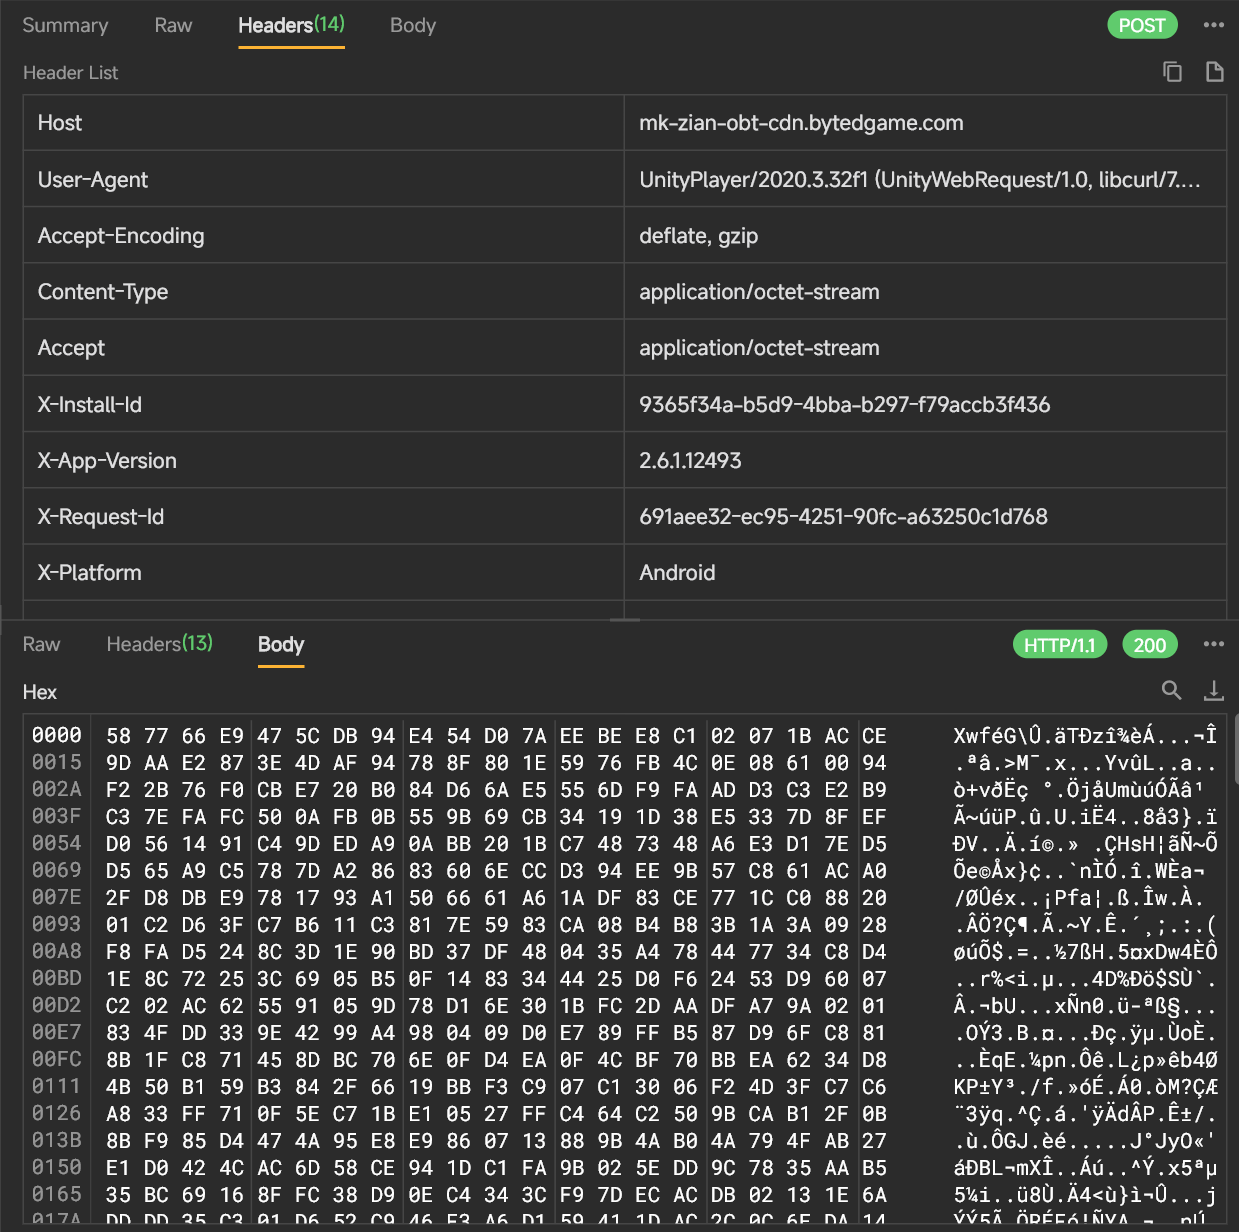 Summary Raw Headers(14) Body POST
Header List
Host mk-zian-obt-cdn.bytedgame.com
User-Agent UnityPlayer/2020.3.32f1 (UnityWebRequest/1.0, libcurl/7....
Accept-Encoding deflate, gzip
Content-Type application/octet-stream
Accept application/octet-stream
X-Install-Id 9365f34a-b5d9-4bba-b297-f79accb3f436
X-App-Version 2.6.1.12493
X-Request-Id 691aee32-ec95-4251-90fc-a63250c1d768
X-Platform Android
Raw Headers(13) Body HTTP/1.1 200
Hex
0000 58 77 66 E9 47 5C DB 94 E4 54 D0 7A EE BE E8 C1 02 07 1B AC CE XwféG\Û.äTÐzî¾èÁ...¬Î
0015 9D AA E2 87 3E 4D AF 94 78 8F 80 1E 59 76 FB 4C 0E 08 61 00 94 .ªâ.>M¯.x...YvûL..a..
002A F2 2B 76 F0 CB E7 20 B0 84 D6 6A E5 55 6D F9 FA AD D3 C3 E2 B9 ò+vðËç °.ÖjåUmùúÓÃâ¹
003F C3 7E FA FC 50 0A FB 0B 55 9B 69 CB 34 19 1D 38 E5 33 7D 8F EF Ã~úüP.û.U.iË4..8å3}.ï
0054 D0 56 14 91 C4 9D ED A9 0A BB 20 1B C7 48 73 48 A6 E3 D1 7E D5 ÐV..Ä.í©.» .ÇHsH¦ãÑ~Õ
0069 D5 65 A9 C5 78 7D A2 86 83 60 6E CC D3 94 EE 9B 57 C8 61 AC A0 Õe©Åx}¢..`nÌÓ.î.WÈa¬
007E 2F D8 DB E9 78 17 93 A1 50 66 61 A6 1A DF 83 CE 77 1C C0 88 20 /ØÛéx..¡Pfa¦.ß.Îw.À.
0093 01 C2 D6 3F C7 B6 11 C3 81 7E 59 83 CA 08 B4 B8 3B 1A 3A 09 28 .ÂÖ?Ç¶.Ã.~Y.Ê.´¸;.:.(
00A8 F8 FA D5 24 8C 3D 1E 90 BD 37 DF 48 04 35 A4 78 44 77 34 C8 D4 øúÕ$.=..½7ßH.5¤xDw4ÈÔ
00BD 1E 8C 72 25 3C 69 05 B5 0F 14 83 34 44 25 D0 F6 24 53 D9 60 07 ..r%<i.µ...4D%Ðö$SÙ`.
00D2 C2 02 AC 62 55 91 05 9D 78 D1 6E 30 1B FC 2D AA DF A7 9A 02 01 Â.¬bU...xÑn0.ü-ªß§...
00E7 83 4F DD 33 9E 42 99 A4 98 04 09 D0 E7 89 FF B5 87 D9 6F C8 81 .OÝ3.B.¤...Ðç.ÿµ.ÙoÈ.
00FC 8B 1F C8 71 45 8D BC 70 6E 0F D4 EA 0F 4C BF 70 BB EA 62 34 D8 ..ÈqE.¼pn.Ôê.L¿p»êb4Ø
0111 4B 50 B1 59 B3 84 2F 66 19 BB F3 C9 07 C1 30 06 F2 4D 3F C7 C6 KP±Y³./f.»óÉ.Á0.òM?ÇÆ
0126 A8 33 FF 71 0F 5E C7 1B E1 05 27 FF C4 64 C2 50 9B CA B1 2F 0B ¨3ÿq.^Ç.á.'ÿÄdÂP.Ê±/.
013B 8B F9 85 D4 47 4A 95 E8 E9 86 07 13 88 9B 4A B0 4A 79 4F AB 27 .ù.ÔGJ.èé.....J°JyO«'
0150 E1 D0 42 4C AC 6D 58 CE 94 1D C1 FA 9B 02 5E DD 9C 78 35 AA B5 áÐBL¬mXÎ..Áú..^Ý.x5ªµ
0165 35 BC 69 16 8F FC 38 D9 0E C4 34 3C F9 7D EC AC DB 02 13 1E 6A 5¼i..ü8Ù.Ä4<ù}ì¬Û...j
017A DD DD 35 C3 01 D6 52 C9 46 F3 A6 D1 59 41 1D AC 2C 0C 6E DA 14